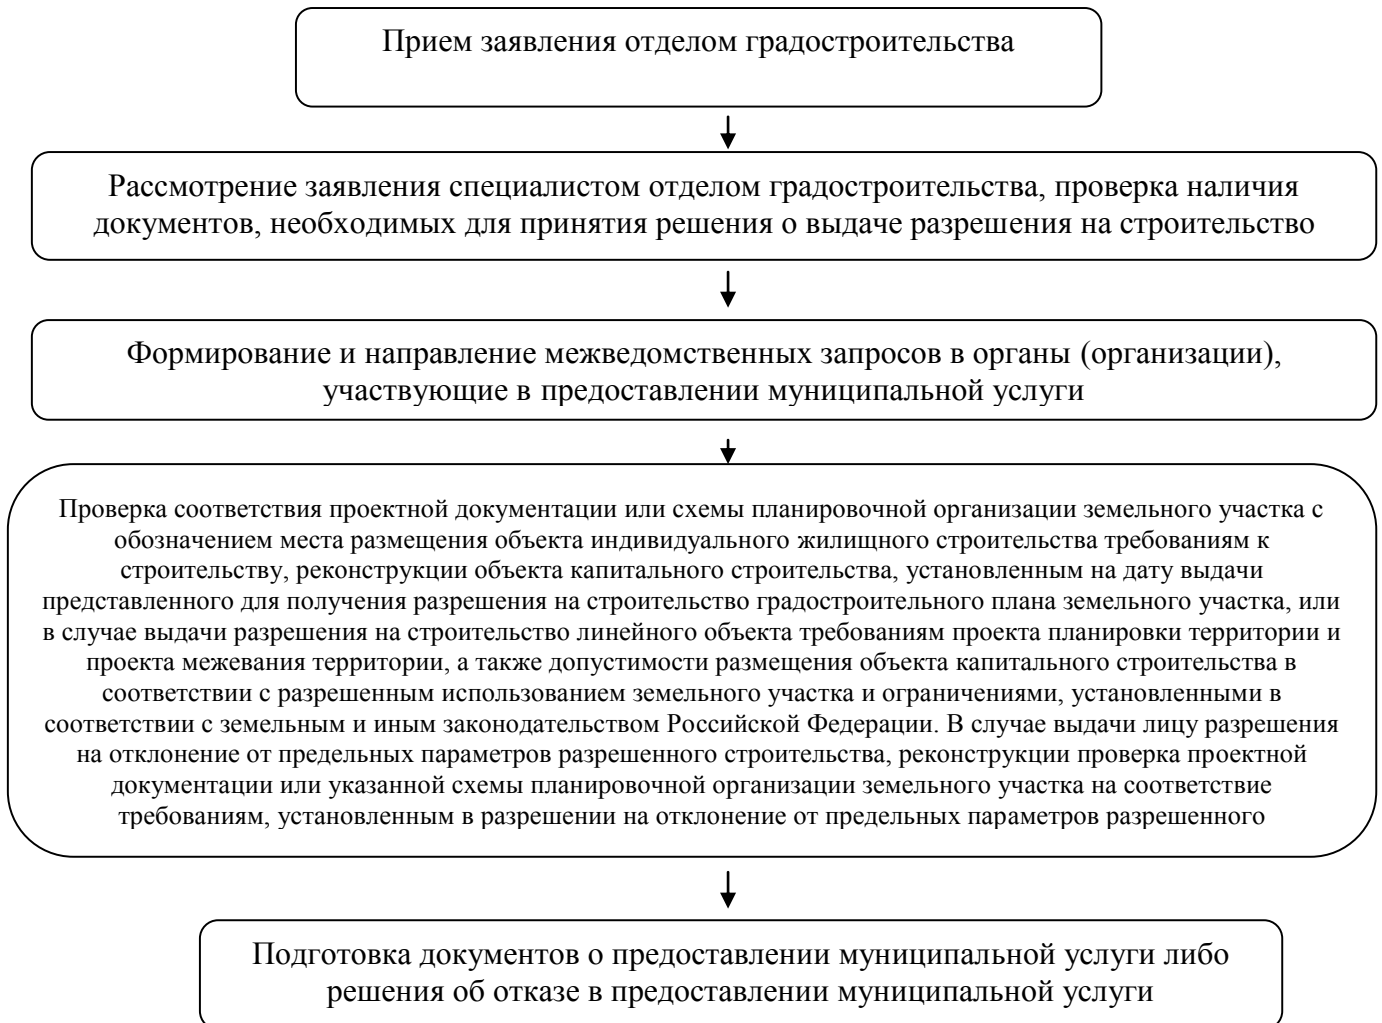 Прием заявления отделом градостроительства
Рассмотрение заявления специалистом отделом градостроительства, проверка наличия
документов, необходимых для принятия решения о выдаче разрешения на строительство
Формирование и направление межведомственных запросов в органы (организации),
участвующие в предоставлении муниципальной услуги
Проверка соответствия проектной документации или схемы планировочной организации земельного участка с
обозначением места размещения объекта индивидуального жилищного строительства требованиям к
строительству, реконструкции объекта капитального строительства, установленным на дату выдачи
представленного для получения разрешения на строительство градостроительного плана земельного участка, или
в случае выдачи разрешения на строительство линейного объекта требованиям проекта планировки территории и
проекта межевания территории, а также допустимости размещения объекта капитального строительства в
соответствии с разрешенным использованием земельного участка и ограничениями, установленными в
соответствии с земельным и иным законодательством Российской Федерации. В случае выдачи лицу разрешения
на отклонение от предельных параметров разрешенного строительства, реконструкции проверка проектной
документации или указанной схемы планировочной организации земельного участка на соответствие
требованиям, установленным в разрешении на отклонение от предельных параметров разрешенного
Подготовка документов о предоставлении муниципальной услуги либо
решения об отказе в предоставлении муниципальной услуги